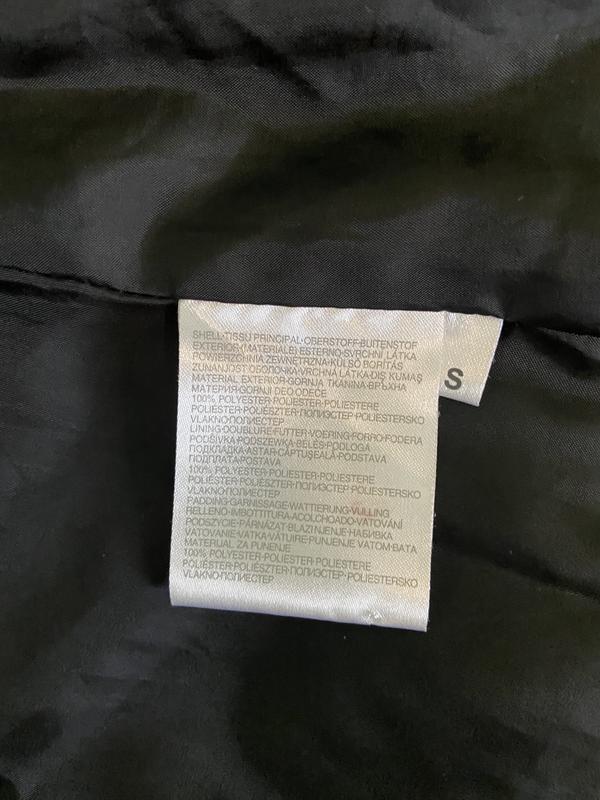 SHELL·TISSU PRINCIPAL·OBERSTOFF·BUITENSTOF
EXTERIOR·(MATERIALE) ESTERNO·SVRCHNÍ LÁTKA
POWIERZCHNIA ZEWNĘTRZNA·KÜLSŐ BORÍTÁS
ZUNANJOST·ОБОЛОЧКА·VRCHNÁ LÁTKA·DIŞ KUMAŞ
MATERIAL EXTERIOR·GORNJA TKANINA·ВРЪХНА
МАТЕРИЯ·GORNJI DEO ODEĆE
100% POLYESTER·POLIESTER·POLIESTERE
POLIÉSTER·POLIÉSZTER·ПОЛИЭСТЕР·POLIESTERSKO
VLAKNO·ПОЛИЕСТЕР
LINING·DOUBLURE·FUTTER·VOERING·FORRO·FODERA
PODŠÍVKA·PODSZEWKA·BÉLÉS·PODLOGA
ПОДКЛАДКА·ASTAR·CĂPTUŞEALĂ·PODSTAVA
ПОДПЛАТА·POSTAVA
100% POLYESTER·POLIESTER·POLIESTERE
POLIÉSTER·POLIÉSZTER·ПОЛИЭСТЕР·POLIESTERSKO
VLAKNO·ПОЛИЕСТЕР
PADDING·GARNISSAGE·WATTIERUNG·VULLING
RELLENO·IMBOTTITURA·ACOLCHOADO·VATOVÁNÍ
PODSZYCIE·PÁRNÁZAT·BLAZINJENJE·НАБИВКА
VATOVANIE·VATKA·VĂTUIRE·PUNJENJE VATOM·ВАТА
MATERIJAL ZA PUNENJE
100% POLYESTER·POLIESTER·POLIESTERE
POLIÉSTER·POLIÉSZTER·ПОЛИЭСТЕР·POLIESTERSKO
VLAKNO·ПОЛИЕСТЕР
S